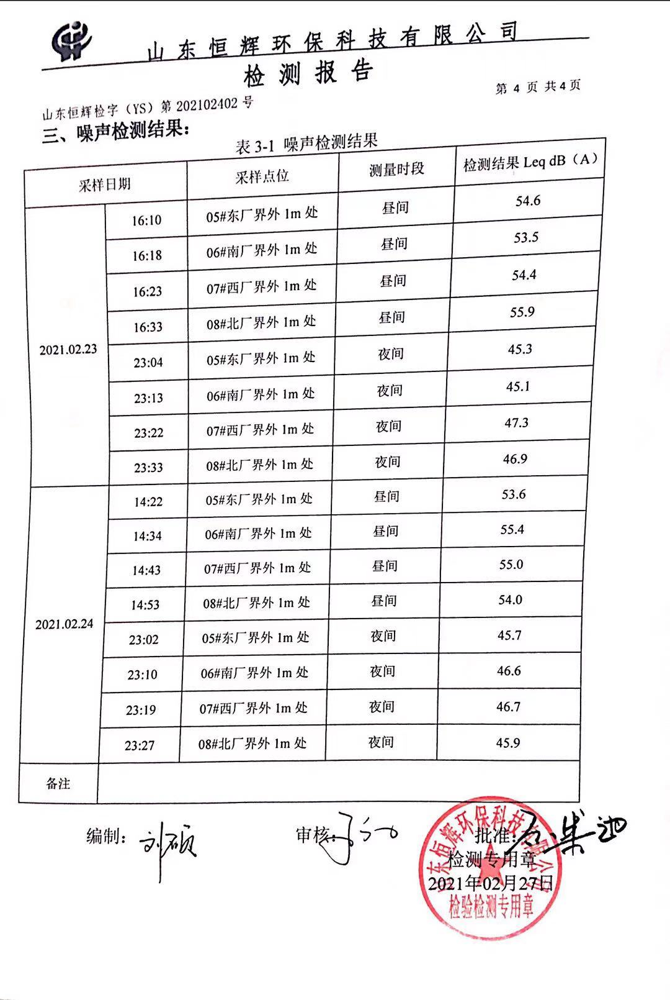 山东恒辉环保科技有限公司
检测报告
山东恒辉检字（YS）第 202102402 号
第 4 页 共4页
三、噪声检测结果：
表 3-1 噪声检测结果
采样日期 采样点位 测量时段 检测结果 Leq dB（A）
2021.02.23
16:10 05#东厂界外 1m 处 昼间 54.6
16:18 06#南厂界外 1m 处 昼间 53.5
16:23 07#西厂界外 1m 处 昼间 54.4
16:33 08#北厂界外 1m 处 昼间 55.9
23:04 05#东厂界外 1m 处 夜间 45.3
23:13 06#南厂界外 1m 处 夜间 45.1
23:22 07#西厂界外 1m 处 夜间 47.3
23:33 08#北厂界外 1m 处 夜间 46.9
2021.02.24
14:22 05#东厂界外 1m 处 昼间 53.6
14:34 06#南厂界外 1m 处 昼间 55.4
14:43 07#西厂界外 1m 处 昼间 55.0
14:53 08#北厂界外 1m 处 昼间 54.0
23:02 05#东厂界外 1m 处 夜间 45.7
23:10 06#南厂界外 1m 处 夜间 46.6
23:19 07#西厂界外 1m 处 夜间 46.7
23:27 08#北厂界外 1m 处 夜间 45.9
备注
编制：刘硕 审核： 批准：
检测专用章
2021年02月27日
山东恒辉环保科技有限公司
检验检测专用章